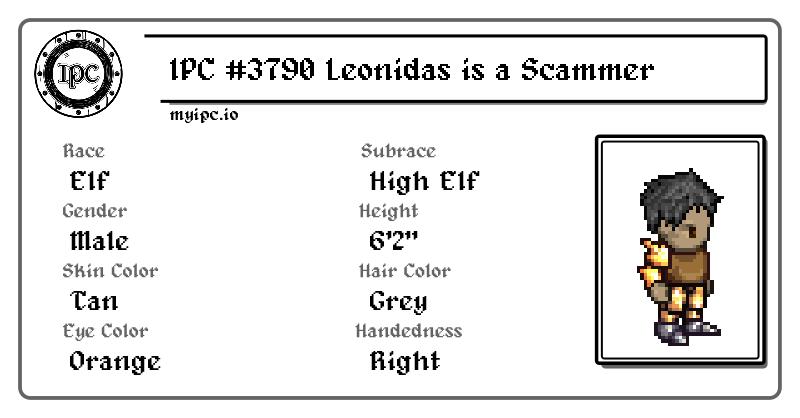 IPC
IPC #3790 Leonidas is a Scammer
myipc.io
Race
Elf
Subrace
High Elf
Gender
Male
Height
6'2"
Skin Color
Tan
Hair Color
Grey
Eye Color
Orange
Handedness
Right